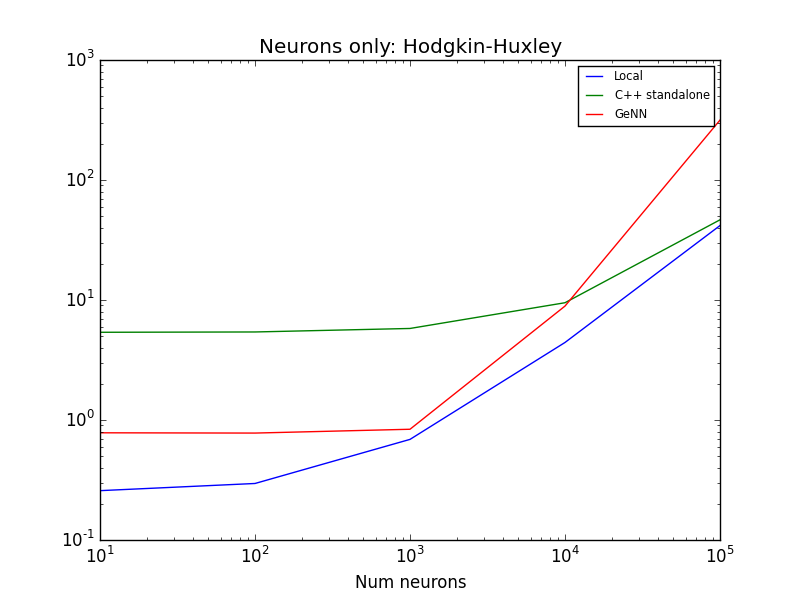 Neurons only: Hodgkin-Huxley
10^3
10^2
10^1
10^0
10^-1
Local
C++ standalone
GeNN
10^1 10^2 10^3 10^4 10^5
Num neurons